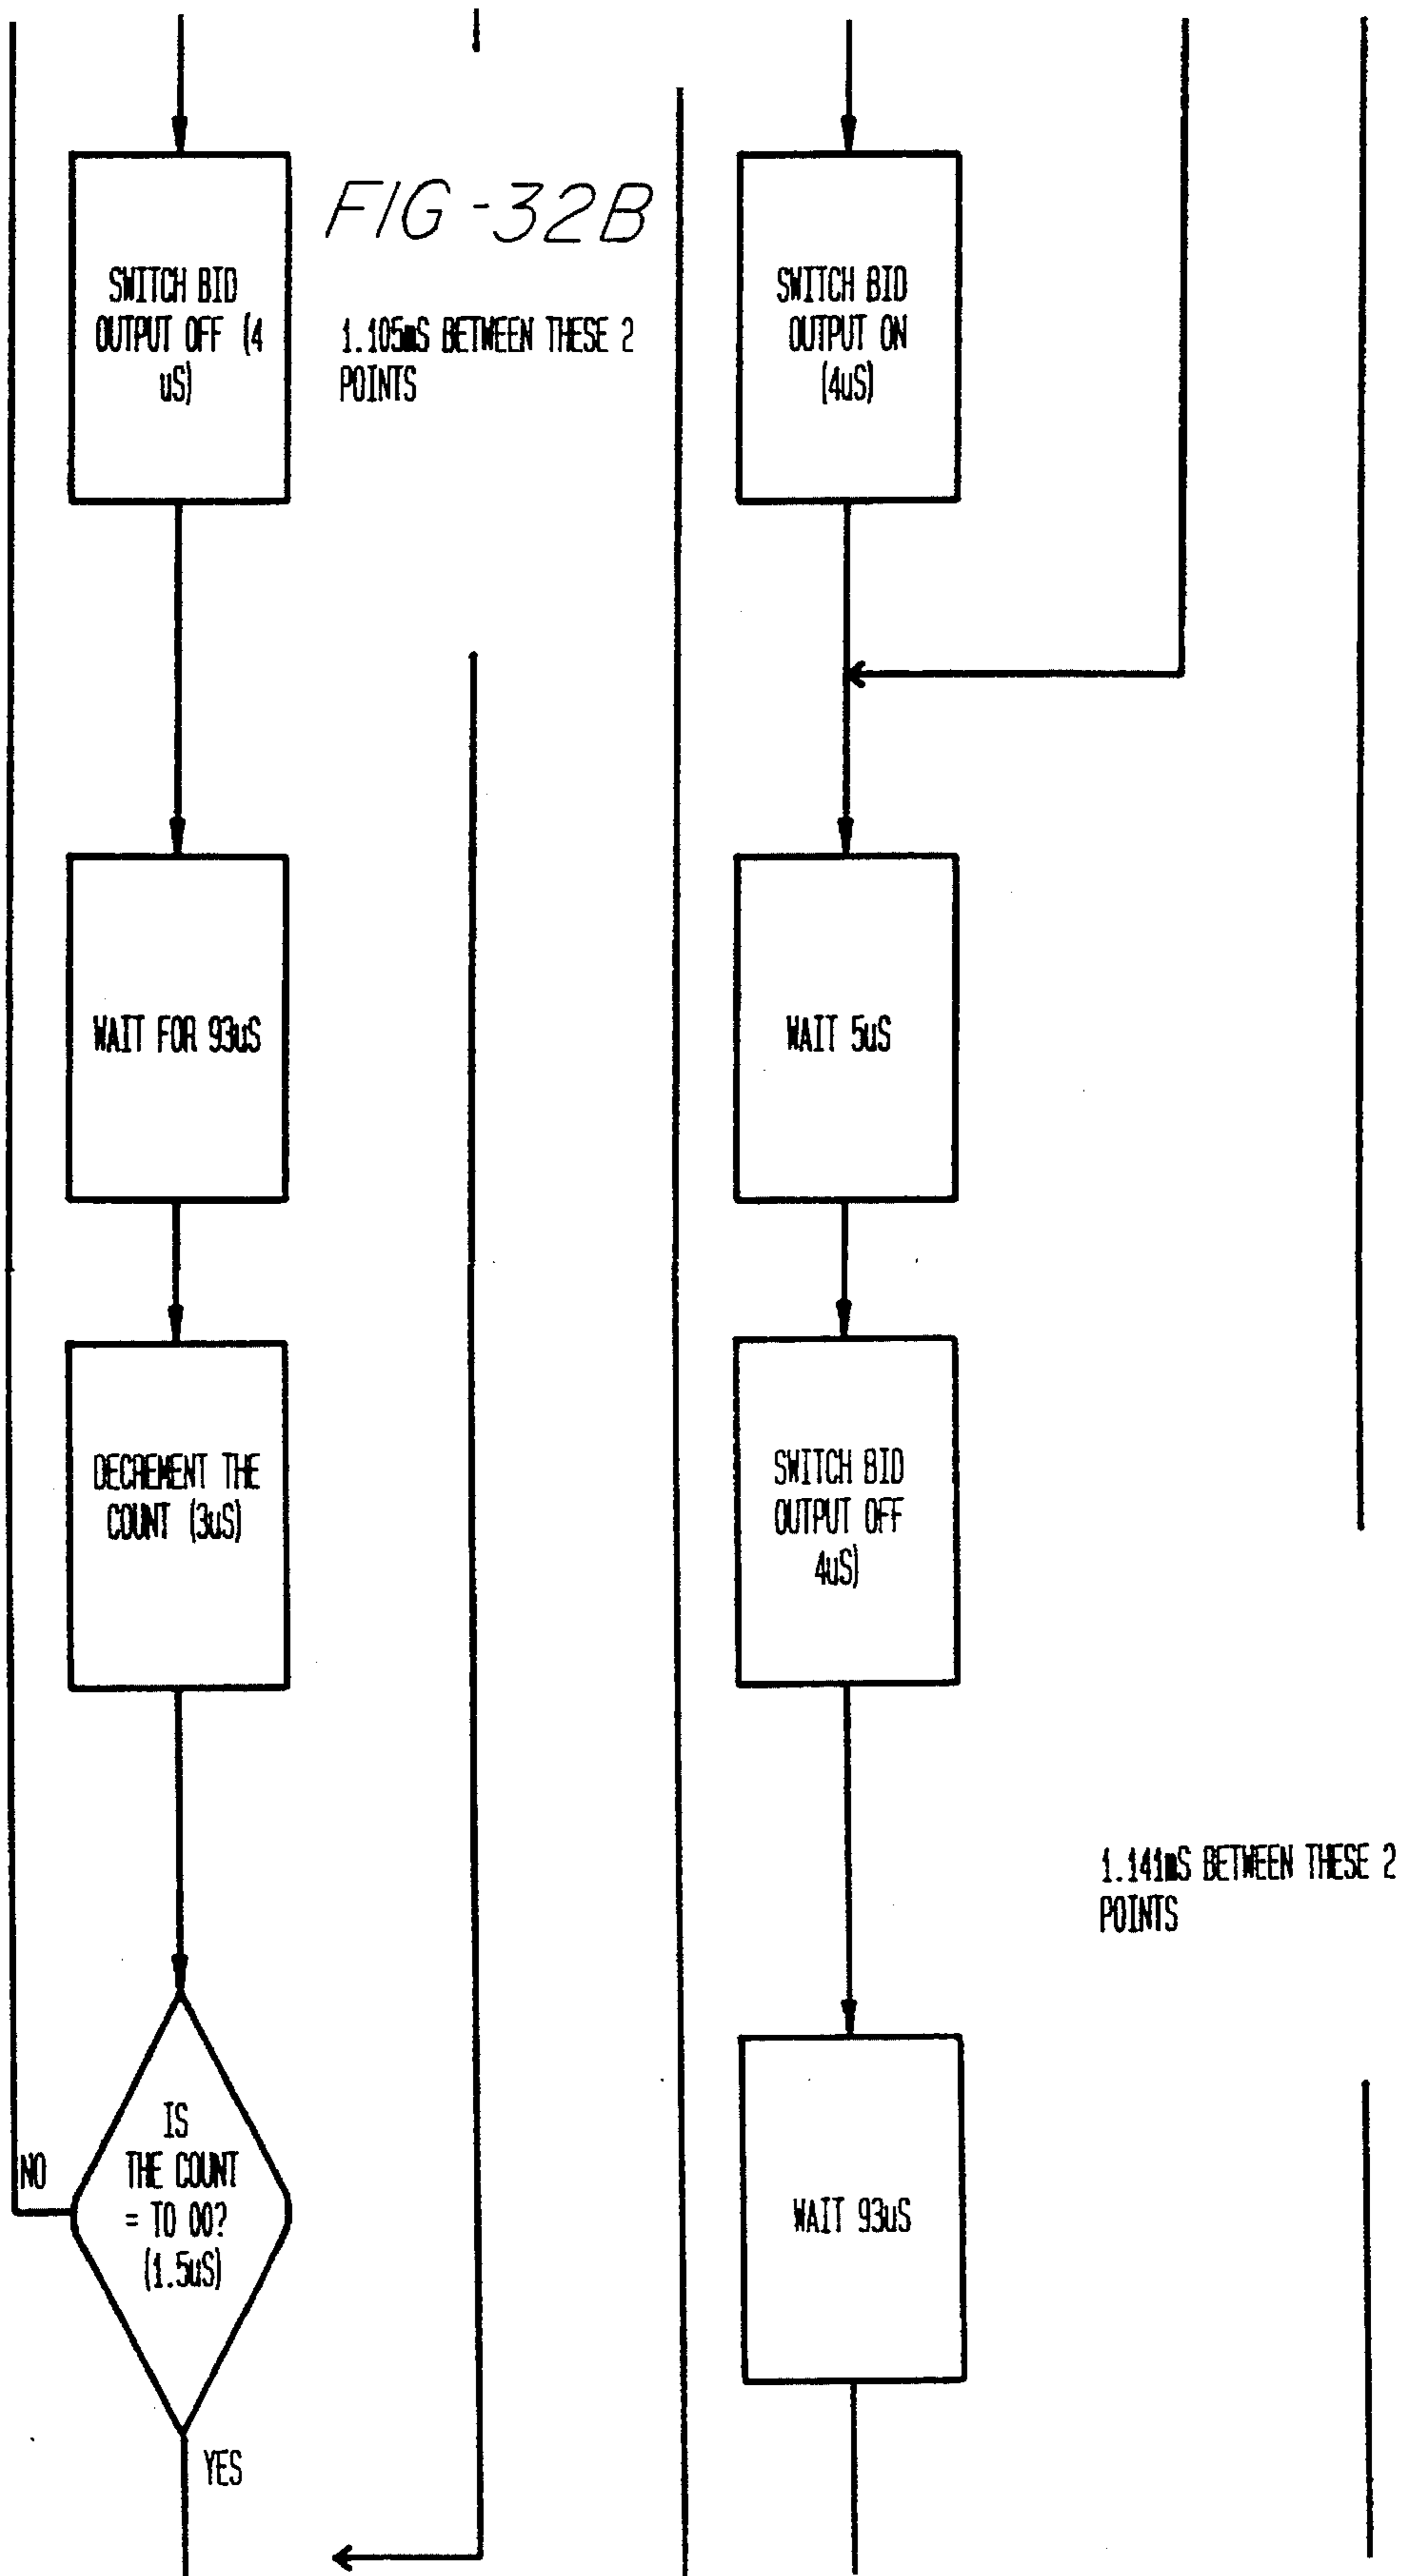 FIG-32B
SWITCH BID
OUTPUT OFF (4
uS)
1.105mS BETWEEN THESE 2
POINTS
WAIT FOR 93uS
DECREMENT THE
COUNT (3uS)
IS
THE COUNT
= TO 00?
(1.5uS)
NO
YES
SWITCH BID
OUTPUT ON
(4uS)
WAIT 5uS
SWITCH BID
OUTPUT OFF
4uS)
WAIT 93uS
1.141mS BETWEEN THESE 2
POINTS